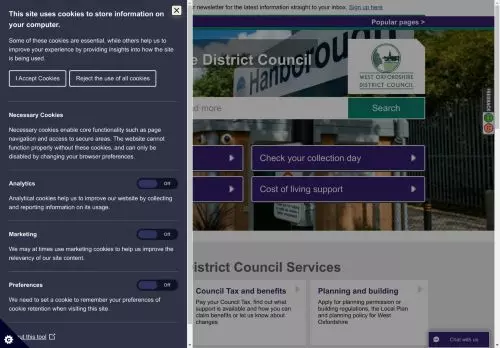 This site uses cookies to store information on
your computer.
Some of these cookies are essential, while others help us to
improve your experience by providing insights into how the site
is being used.
I Accept Cookies
Reject the use of all cookies
Necessary Cookies
Necessary cookies enable core functionality such as page
navigation and access to secure areas. The website cannot
function properly without these cookies, and can only be
disabled by changing your browser preferences.
Analytics
Off
Analytical cookies help us to improve our website by collecting
and reporting information on its usage.
Marketing
Off
We may at times use marketing cookies to help us improve the
relevancy of our site content.
Preferences
Off
We need to set a cookie to remember your preferences of
cookie retention when visiting this site.
ut this tool
r newsletter for the latest information straight to your inbox. Sign up here
Popular pages >
Hanborough
e District Council
WEST OXFORDSHIRE
DISTRICT COUNCIL
nd more
Search
FEEDBACK
Check your collection day
Cost of living support
istrict Council Services
Council Tax and benefits
Pay your Council Tax, find out what
support is available and how you can
claim benefits or let us know about
changes
Planning and building
Apply for planning permission or
building regulations, the Local Plan
and planning policy for West
Oxfordshire
Chat with us